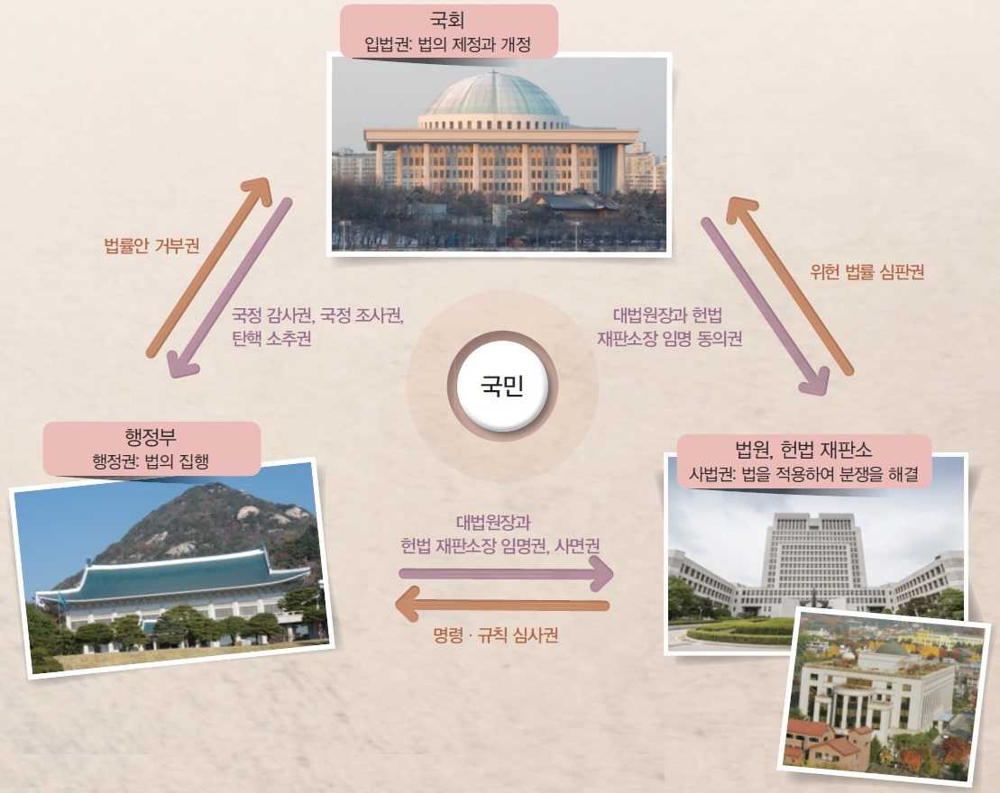 국회
입법권: 법의 제정과 개정
법률안 거부권
위헌 법률 심판권
국정 감사권, 국정 조사권,
탄핵 소추권
대법원장과 헌법
재판소장 임명 동의권
국민
행정부
행정권: 법의 집행
법원, 헌법 재판소
사법권: 법을 적용하여 분쟁을 해결
대법원장과
헌법 재판소장 임명권, 사면권
명령 · 규칙 심사권